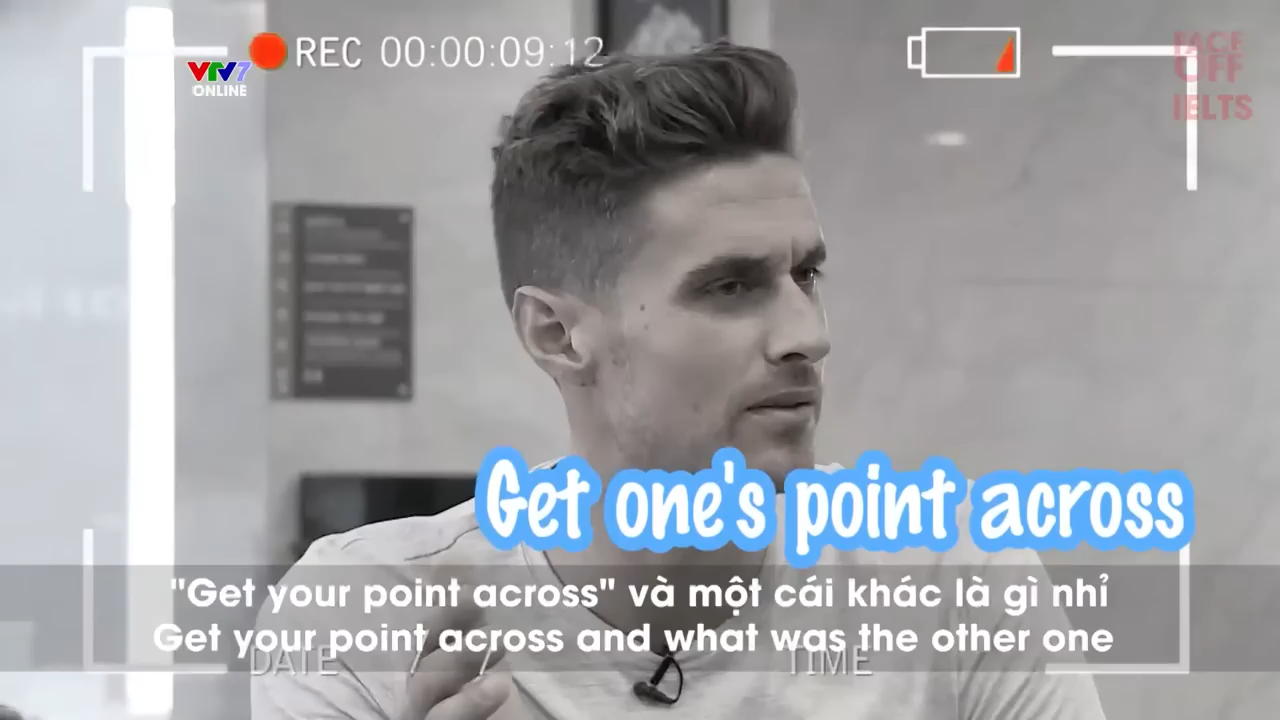 REC 00:00:09:12
VTV7
ONLINE
FACE
OFF
IELTS
Get one's point across
"Get your point across" và một cái khác là gì nhỉ
Get your point across and what was the other one
DATE / /
TIME